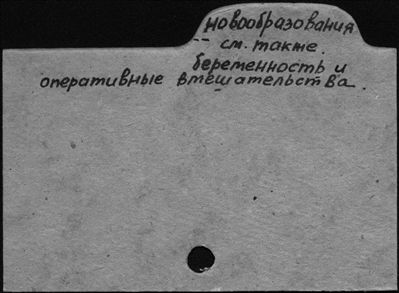 новообразования
см. также.
беременность и
оперативные вмешательства.